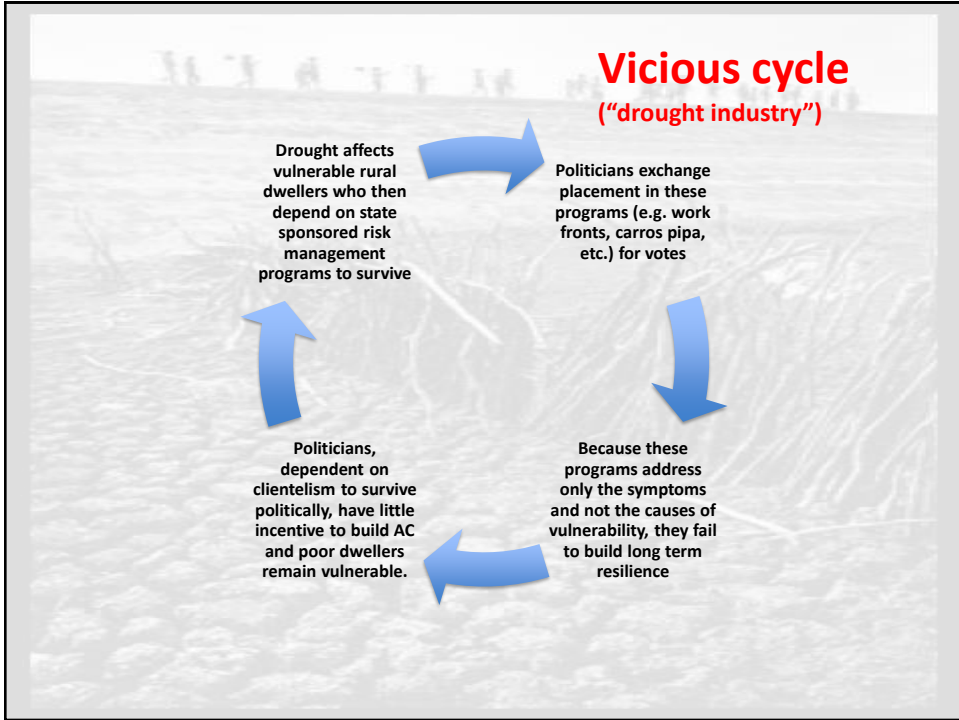 Vicious cycle
(“drought industry”)
Drought affects
vulnerable rural
dwellers who then
depend on state
sponsored risk
management
programs to survive
Politicians exchange
placement in these
programs (e.g. work
fronts, carros pipa,
etc.) for votes
Because these
programs address
only the symptoms
and not the causes of
vulnerability, they fail
to build long term
resilience
Politicians,
dependent on
clientelism to survive
politically, have little
incentive to build AC
and poor dwellers
remain vulnerable.